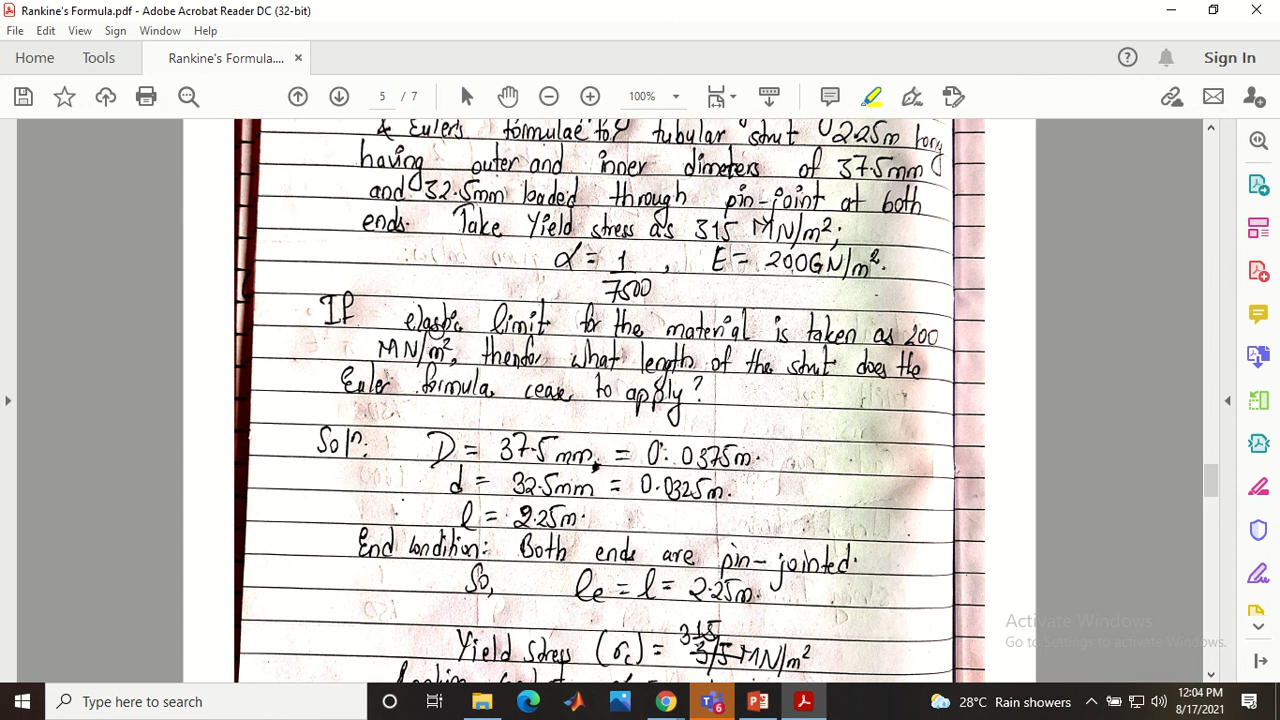 Rankine's Formula.pdf - Adobe Acrobat Reader DC (32-bit)
File Edit View Sign Window Help
Home Tools Rankine's Formula.... × Sign In
5 / 7 100%
& Euler's formulae for tubular strut 2.25m long
having outer and inner dimeters of 37.5mm
and 32.5mm loaded through pin-joint at both
ends. Take Yield stress as 315 MN/m²;
α = 1/7500 , E = 200GN/m².
If elastic limit for the material is taken as 200
MN/m², then for what length of the strut does the
Euler formula cease to apply?
Soln: D = 37.5mm = 0.0375m.
d = 32.5mm = 0.0325m.
l = 2.25m.
End condition: Both ends are pin-jointed.
So, le = l = 2.25m.
Yield stress (σc) = 315 MN/m²
Activate Windows
Go to Settings to activate Windows.
Type here to search
6
28°C Rain showers
12:04 PM
8/17/2021